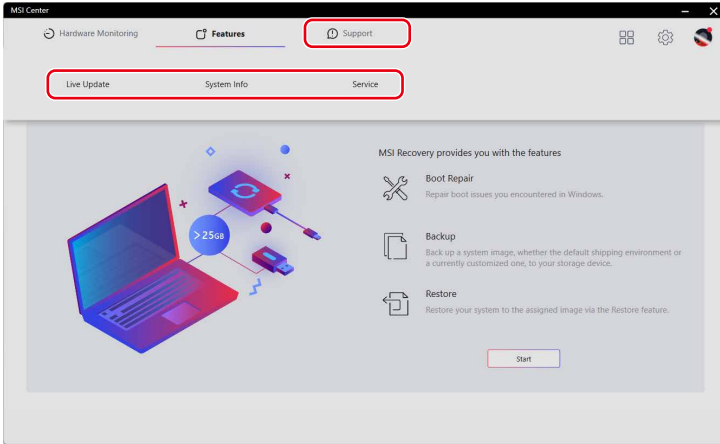 MSI Center
Hardware Monitoring
Features
Support
Live Update
System Info
Service
MSI Recovery provides you with the features
Boot Repair
Repair boot issues you encountered in Windows.
>25GB
Backup
Back up a system image, whether the default shipping environment or
a currently customized one, to your storage device.
Restore
Restore your system to the assigned image via the Restore feature.
Start